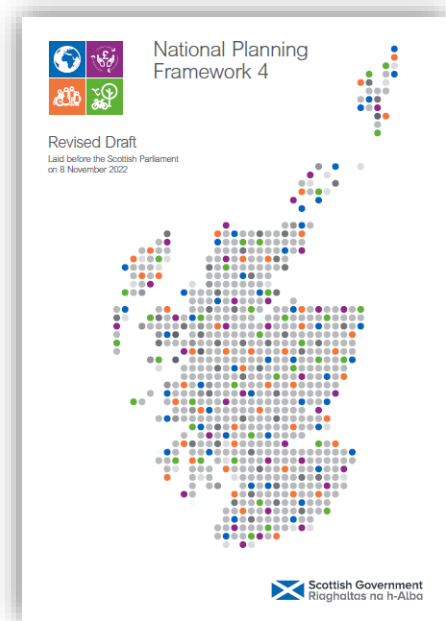 National Planning
Framework 4
Revised Draft
Laid before the Scottish Parliament
on 8 November 2022
Scottish Government
Riaghaltas na h-Alba